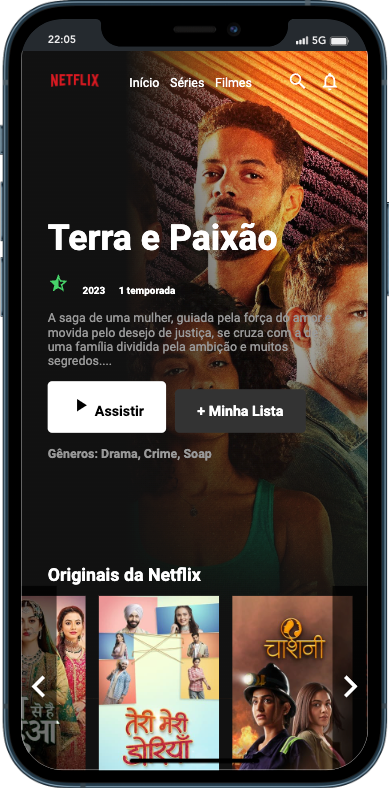 22:05 5G
NETFLIX Início Séries Filmes
Terra e Paixão
2023 1 temporada
A saga de uma mulher, guiada pela força do amor e
movida pelo desejo de justiça, se cruza com a de
uma família dividida pela ambição e muitos
segredos....
Assistir + Minha Lista
Gêneros: Drama, Crime, Soap
Originais da Netflix
से है
चाशनी
तेरी मेरी
डोरियाँ